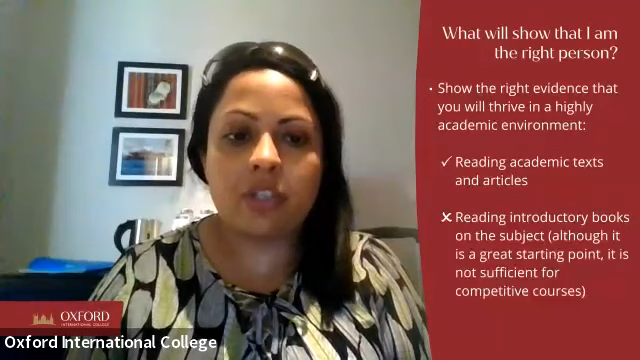 What will show that I am
the right person?
· Show the right evidence that
you will thrive in a highly
academic environment:
✓ Reading academic texts
and articles
✗ Reading introductory books
on the subject (although it
is a great starting point, it is
not sufficient for
competitive courses)
OXFORD
INTERNATIONAL COLLEGE
Oxford International College